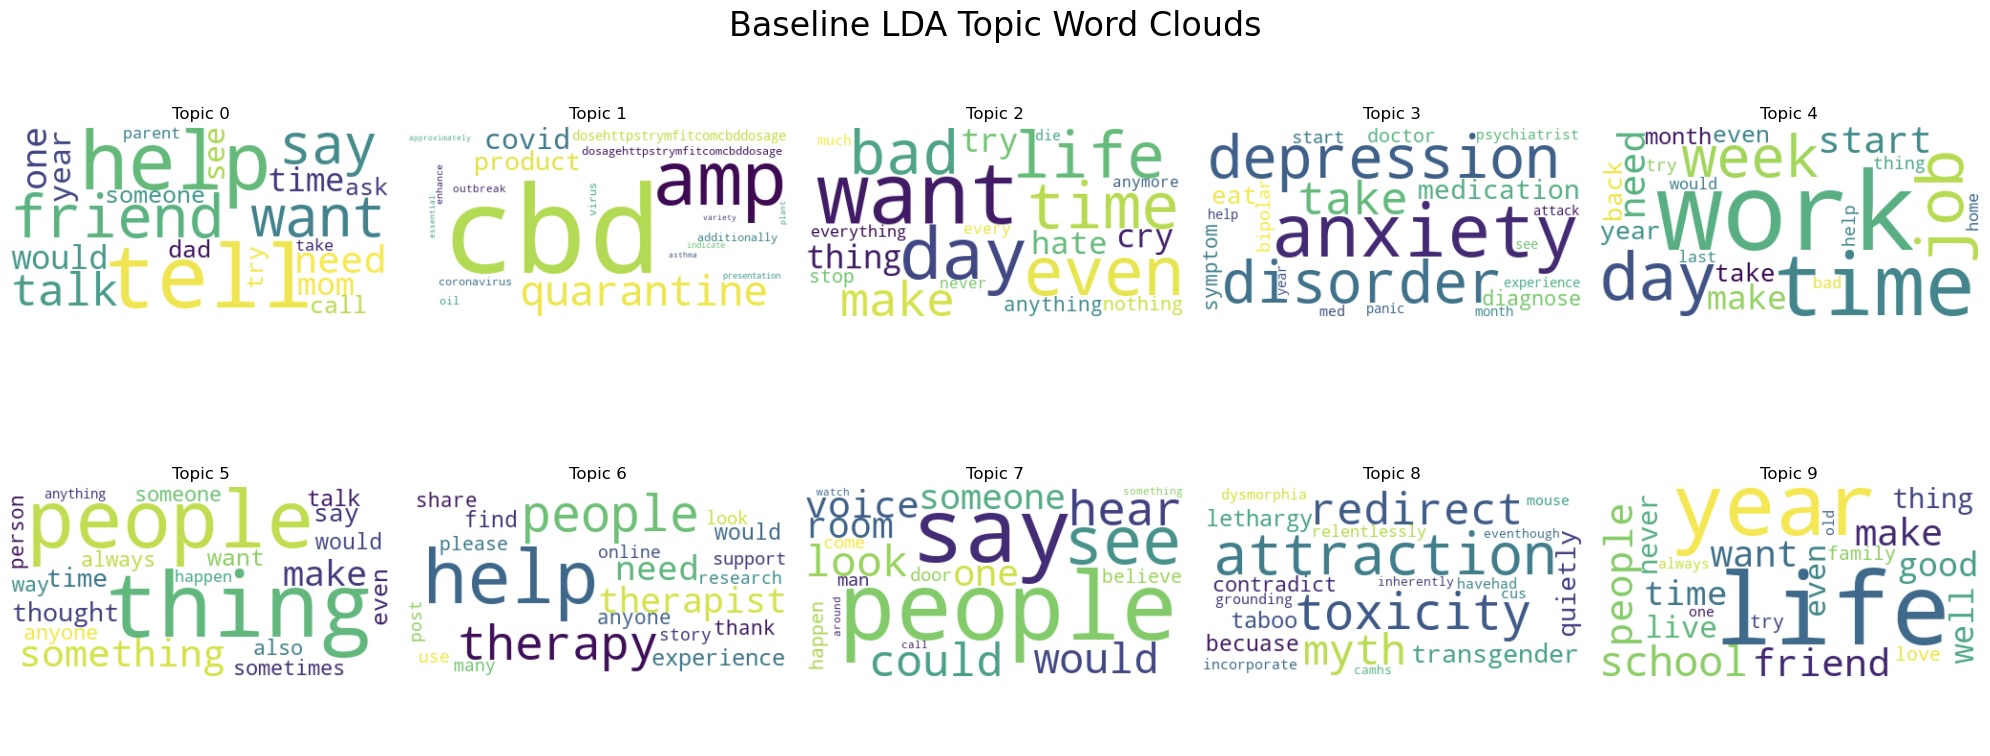 Baseline LDA Topic Word Clouds
Topic 0
parent
one
year
help
see
say
time
ask
someone
friend
want
would
dad
take
tell
try
need
mom
talk
call
Topic 1
approximately
covid
dosehttpstrymfitcomcbddosage
dosagehttpstrymfitcomcbddosage
product
amp
enhance
outbreak
virus
cbd
essential
variety
plant
additionally
indicate
asthma
coronavirus
presentation
oil
quarantine
Topic 2
much
bad
try
die
life
want
anymore
time
everything
every
thing
day
hate
cry
stop
never
even
make
anything
nothing
Topic 3
start
doctor
psychiatrist
depression
eat
bipolar
take
medication
help
anxiety
attack
symptom
see
disorder
year
experience
diagnose
med
panic
month
Topic 4
month
even
start
need
week
thing
try
back
would
work
job
year
help
home
last
day
take
bad
make
time
Topic 5
anything
someone
talk
person
people
say
would
always
want
way
time
happen
make
even
thought
thing
anyone
also
something
sometimes
Topic 6
share
find
people
look
would
please
online
support
help
need
research
therapist
anyone
post
story
thank
therapy
use
many
experience
Topic 7
watch
something
voice
someone
hear
room
say
see
come
look
door
one
believe
man
people
happen
around
call
could
would
Topic 8
dysmorphia
redirect
mouse
lethargy
relentlessly
eventhough
attraction
quietly
contradict
inherently
havehad
grounding
cus
taboo
toxicity
becuase
myth
transgender
incorporate
camhs
Topic 9
year
thing
never
old
make
people
want
even
family
always
good
time
life
one
live
try
well
school
friend
love